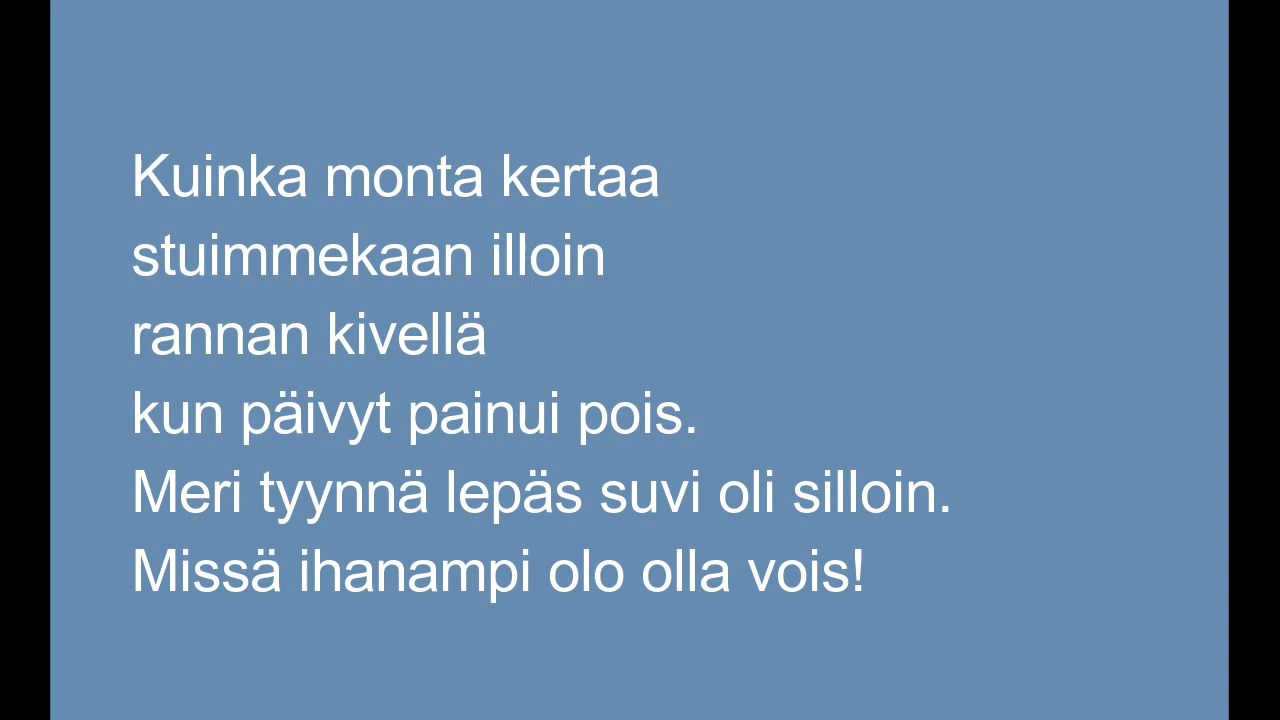 Kuinka monta kertaa
stuimmekaan illoin
rannan kivellä
kun päivyt painui pois.
Meri tyynnä lepäs suvi oli silloin.
Missä ihanampi olo olla vois!